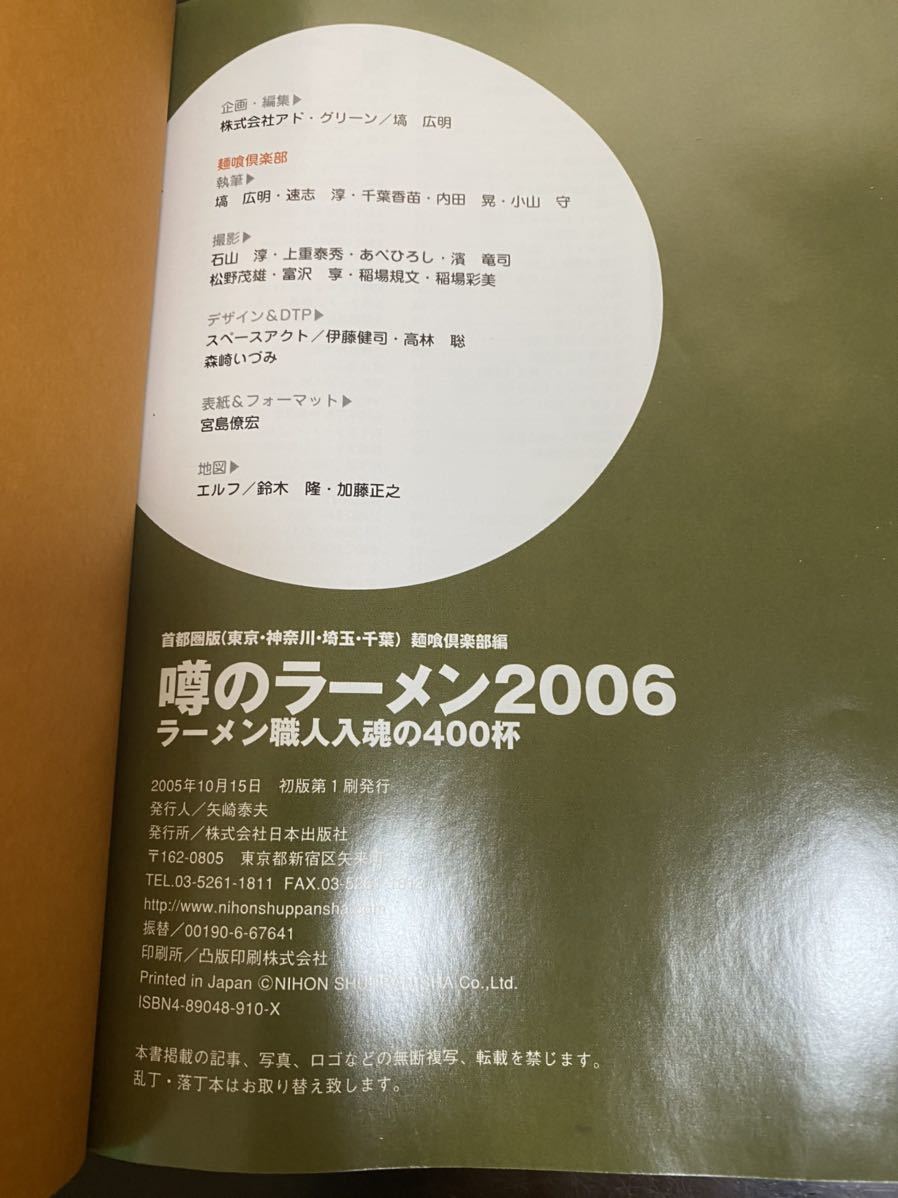 企画・編集▶
株式会社アド・グリーン／塙　広明
麺喰倶楽部
執筆▶
塙　広明・速志　淳・千葉香苗・内田　晃・小山　守
撮影▶
石山　淳・上重泰秀・あべひろし・濱　竜司
松野茂雄・富沢　享・稲場規文・稲場彩美
デザイン＆DTP▶
スペースアクト／伊藤健司・高林　聡
森崎いづみ
表紙＆フォーマット▶
宮島僚宏
地図▶
エルフ／鈴木　隆・加藤正之
首都圏版（東京・神奈川・埼玉・千葉）麺喰倶楽部編
噂のラーメン2006
ラーメン職人入魂の400杯
2005年10月15日　初版第1刷発行
発行人／矢崎泰夫
発行所／株式会社日本出版社
〒162-0805　東京都新宿区矢来町
TEL.03-5261-1811 FAX.03-5261-1812
http://www.nihonshuppansha.com
振替／00190-6-67641
印刷所／凸版印刷株式会社
Printed in Japan ©NIHON SHUPPANSHA Co.,Ltd.
ISBN4-89048-910-X
本書掲載の記事、写真、ロゴなどの無断複写、転載を禁じます。
乱丁・落丁本はお取り替え致します。